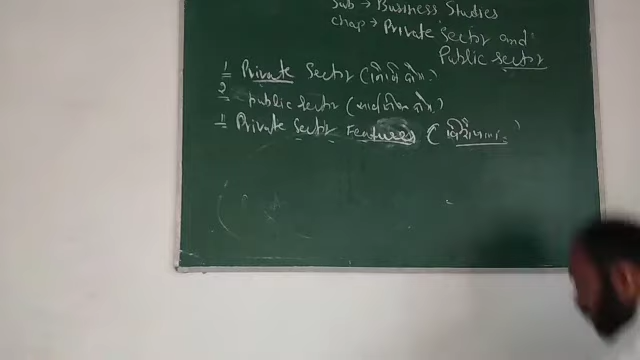 Sub → Business Studies
chap → Private Sector and
Public Sector
1 Private Sector (निजि क्षेत्र)
2 public sector (सार्वजनिक क्षेत्र)
1 Private Sector Features (